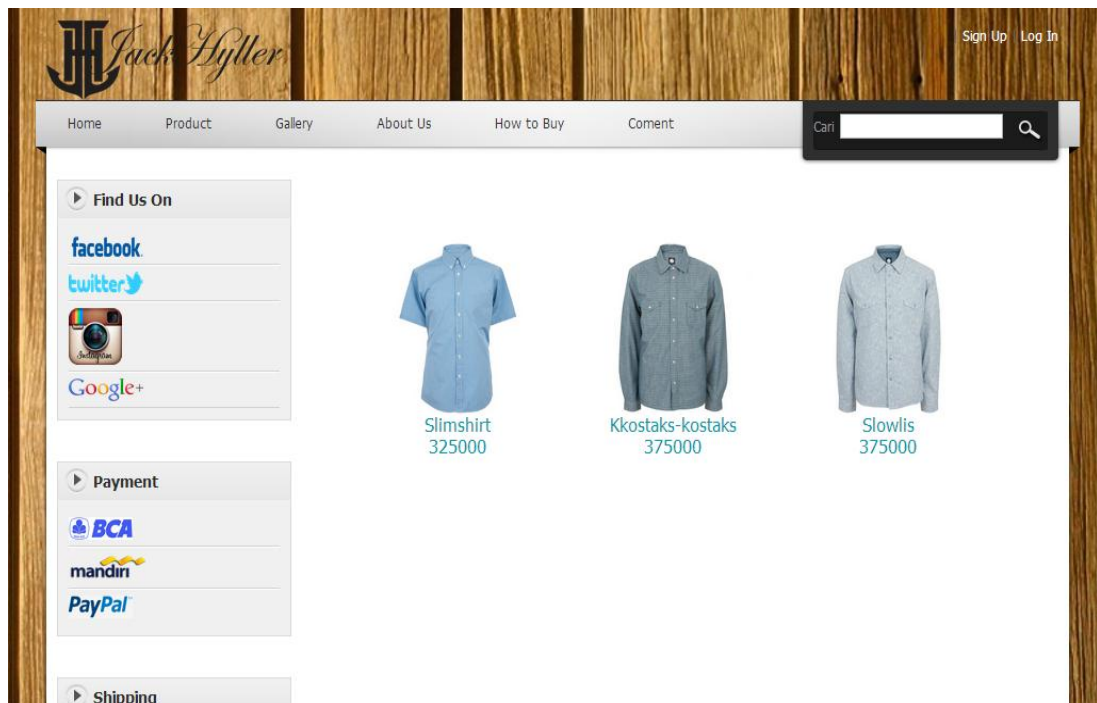 Jack Hyller
Sign Up Log In
Home Product Gallery About Us How to Buy Coment
Cari
Find Us On
facebook
twitter
Instagram
Google+
Slimshirt
325000
Kkostaks-kostaks
375000
Slowlis
375000
Payment
BCA
mandiri
PayPal
Shipping